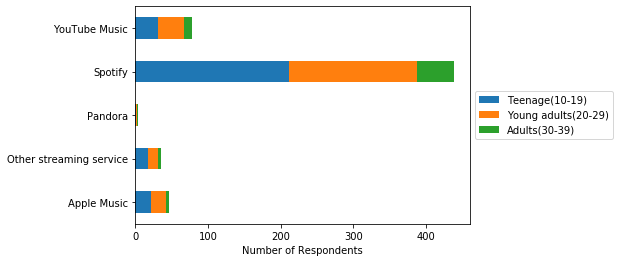 YouTube Music
Spotify
Pandora
Other streaming service
Apple Music
0 100 200 300 400
Number of Respondents
Teenage(10-19)
Young adults(20-29)
Adults(30-39)